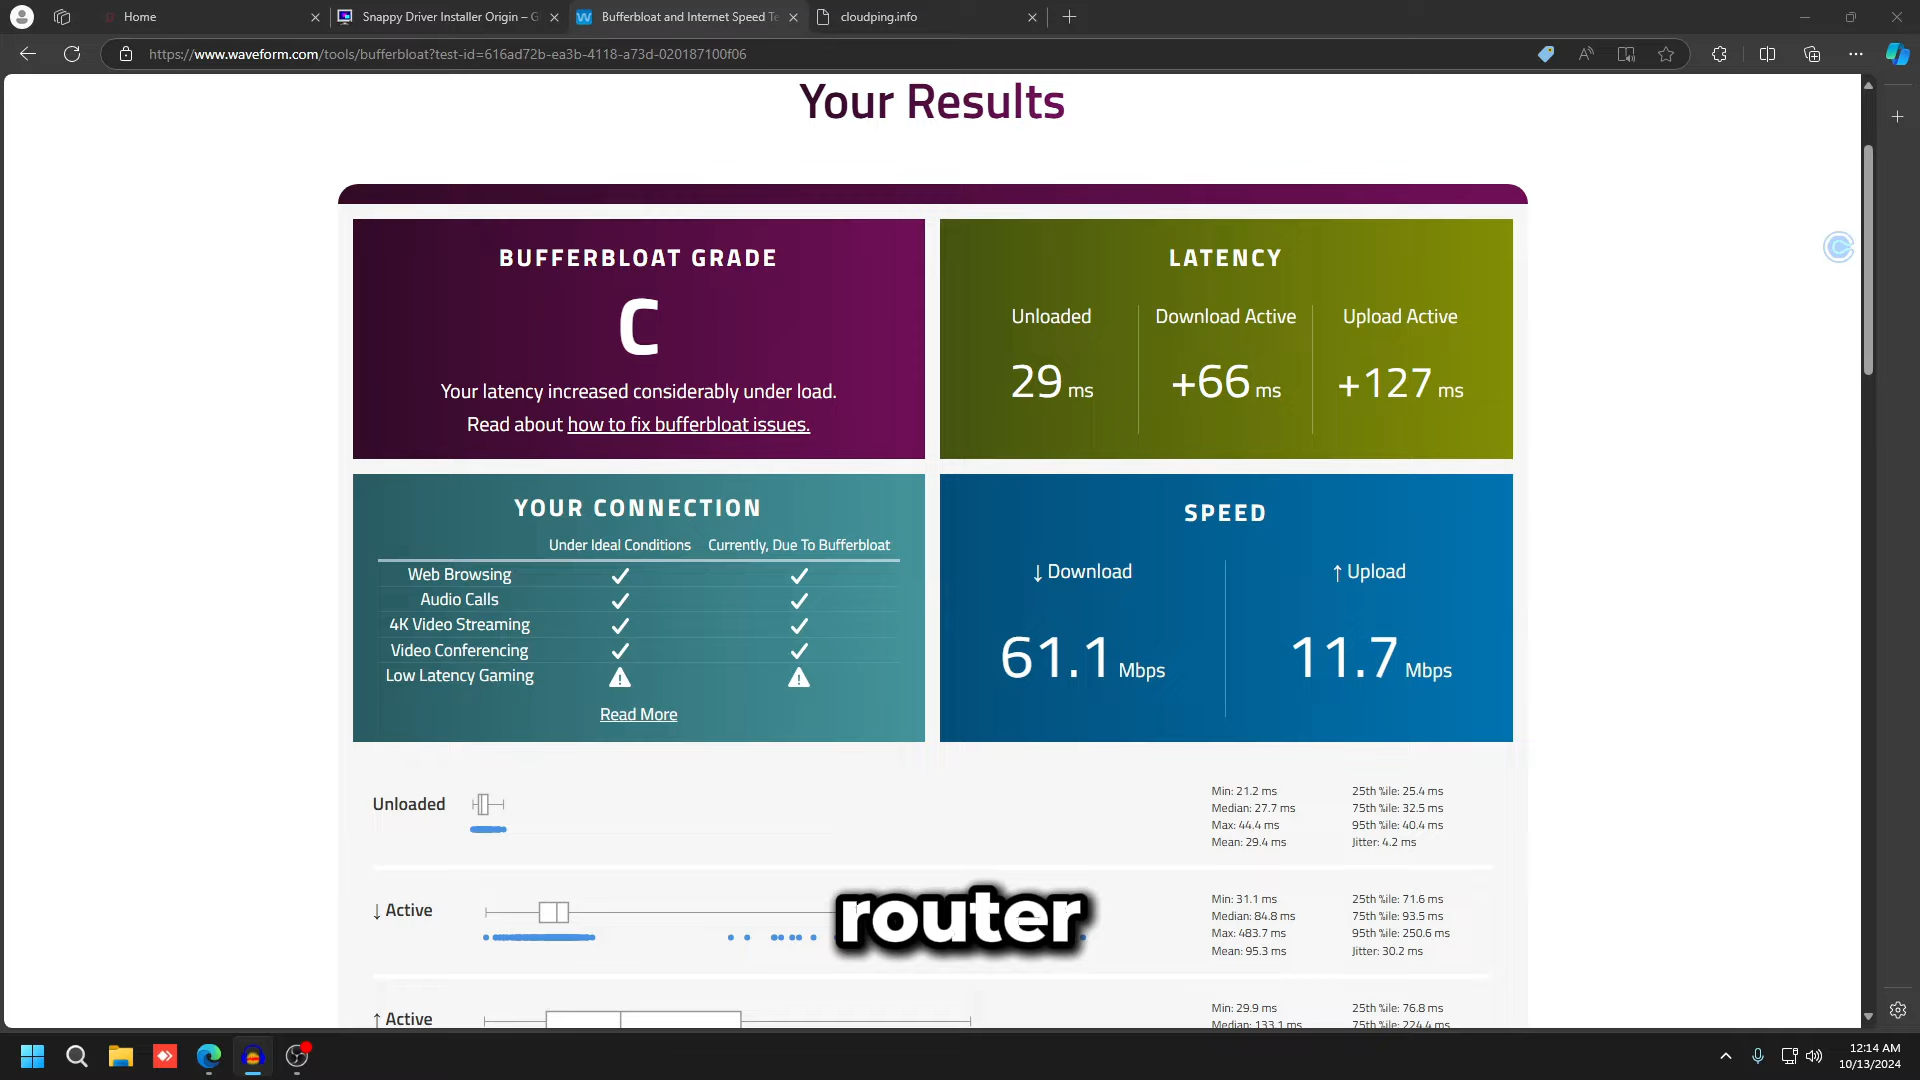 Home
Snappy Driver Installer Origin – G
Bufferbloat and Internet Speed Te
cloudping.info
https://www.waveform.com/tools/bufferbloat?test-id=616ad72b-ea3b-4118-a73d-020187100f06
Your Results
BUFFERBLOAT GRADE
C
Your latency increased considerably under load.
Read about how to fix bufferbloat issues.
LATENCY
Unloaded
Download Active
Upload Active
29 ms
+66 ms
+127 ms
YOUR CONNECTION
Under Ideal Conditions
Currently, Due To Bufferbloat
Web Browsing
Audio Calls
4K Video Streaming
Video Conferencing
Low Latency Gaming
Read More
SPEED
↓ Download
↑ Upload
61.1 Mbps
11.7 Mbps
Unloaded
Min: 21.2 ms
Median: 27.7 ms
Max: 44.4 ms
Mean: 29.4 ms
25th %ile: 25.4 ms
75th %ile: 32.5 ms
95th %ile: 40.4 ms
Jitter: 4.2 ms
↓ Active
router
Min: 31.1 ms
Median: 84.8 ms
Max: 483.7 ms
Mean: 95.3 ms
25th %ile: 71.6 ms
75th %ile: 93.5 ms
95th %ile: 250.6 ms
Jitter: 30.2 ms
↑ Active
Min: 29.9 ms
Median: 133.1 ms
25th %ile: 76.8 ms
75th %ile: 224.4 ms
12:14 AM
10/13/2024